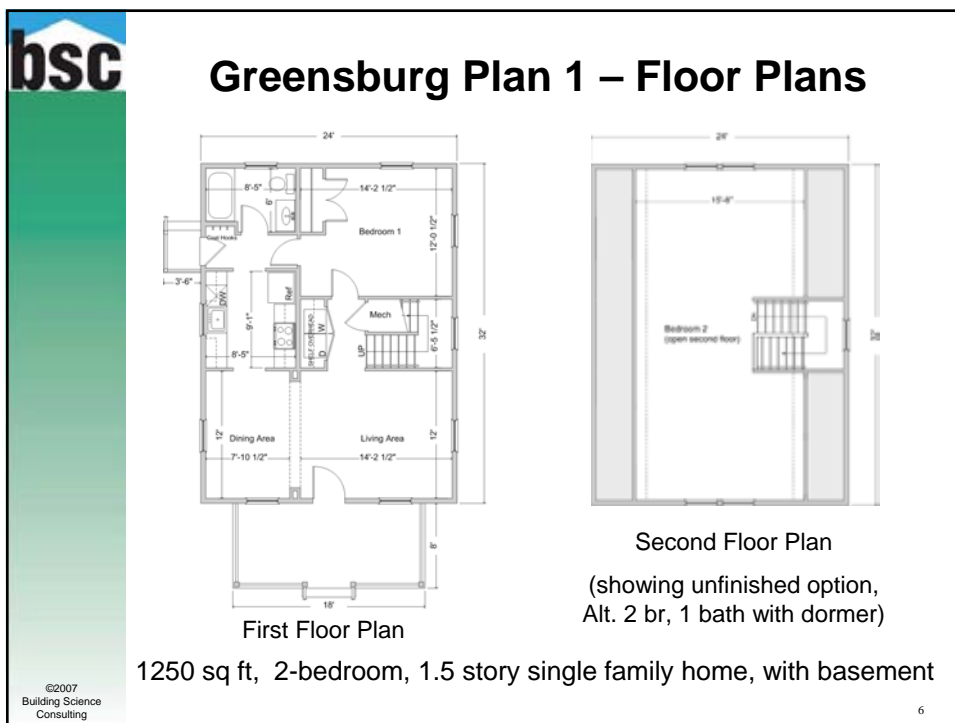 bsc
Greensburg Plan 1 – Floor Plans
24'
8'-5"
6'
14'-2 1/2"
Coat Hooks
Bedroom 1
12'-0 1/2"
3'-6"
DW
Ref
9'-1"
8'-5"
SHELF OVERHEAD
D
W
Mech
UP
6'-5 1/2"
32'
12'
Dining Area
7'-10 1/2"
Living Area
14'-2 1/2"
12'
8'
18'
First Floor Plan
24'
15'-8"
Bedroom 2
(open second floor)
32'
Second Floor Plan
(showing unfinished option,
Alt. 2 br, 1 bath with dormer)
1250 sq ft, 2-bedroom, 1.5 story single family home, with basement
©2007
Building Science
Consulting
6